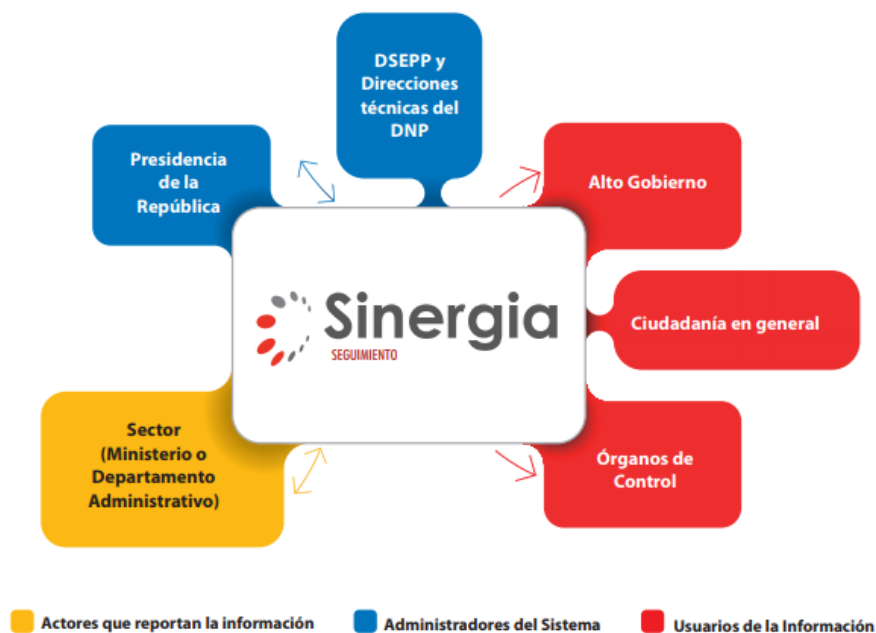 DSEPP y
Direcciones
técnicas del
DNP
Presidencia
de la
República
Alto Gobierno
Sinergia
SEGUIMIENTO
Ciudadanía en general
Sector
(Ministerio o
Departamento
Administrativo)
Órganos de
Control
Actores que reportan la información
Administradores del Sistema
Usuarios de la Información